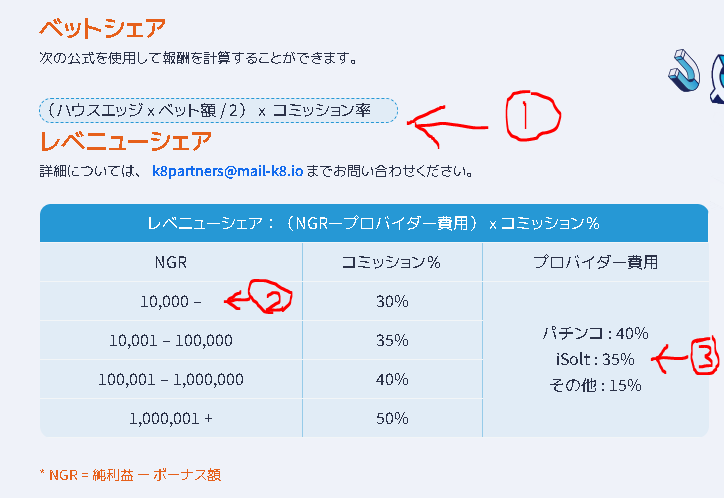 ベットシェア
次の公式を使用して報酬を計算することができます。
（ハウスエッジ x ベット額 / 2） x コミッション率
1
レベニューシェア
詳細については、 k8partners@mail-k8.io までお問い合わせください。
レベニューシェア：（NGRープロバイダー費用）x コミッション%
NGR コミッション% プロバイダー費用
10,000 – 2 30%
10,001 – 100,000 35%
100,001 – 1,000,000 40%
1,000,001 + 50%
パチンコ : 40%
iSolt : 35% 3
その他 : 15%
* NGR = 純利益 ー ボーナス額